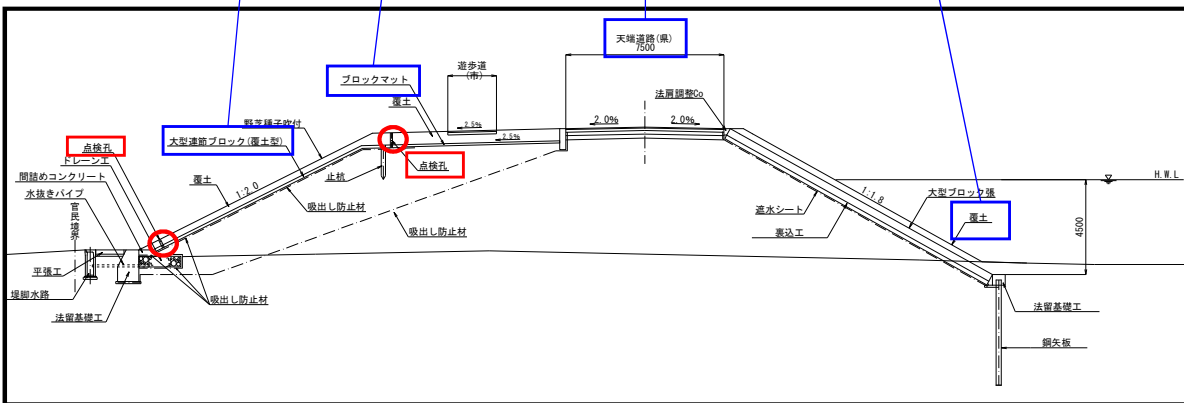 天端道路(県)
7500
遊歩道
(市)
ブロックマット
覆土
法肩調整Co
2.0%
2.0%
2.5%
2.5%
野芝種子吹付
大型連節ブロック(覆土型)
点検孔
点検孔
ドレーン工
間詰めコンクリート
水抜きパイプ
官民境界
覆土
1:2.0
止杭
吸出し防止材
吸出し防止材
H.W.L
1:1.8
大型ブロック張
遮水シート
覆土
裏込工
4500
平張工
堤脚水路
吸出し防止材
法留基礎工
法留基礎工
鋼矢板